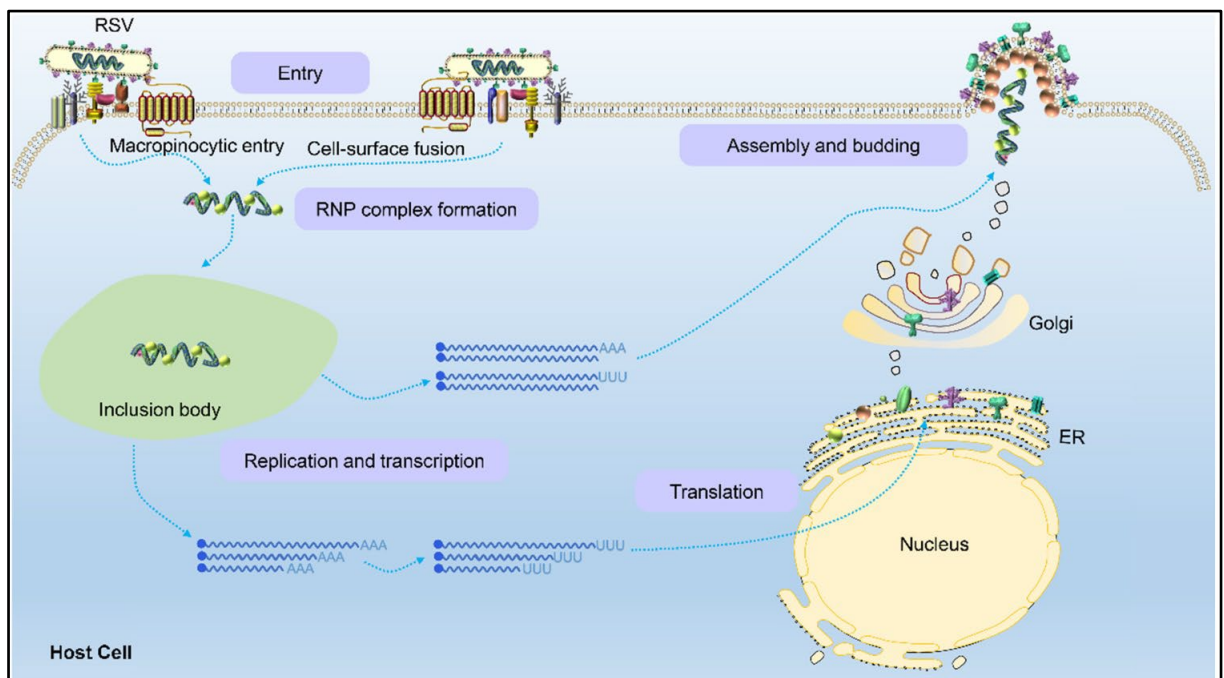 RSV
Entry
Macropinocytic entry
Cell-surface fusion
Assembly and budding
RNP complex formation
Golgi
AAA
UUU
Inclusion body
ER
Replication and transcription
Translation
Nucleus
AAA
AAA
AAA
UUU
UUU
UUU
Host Cell